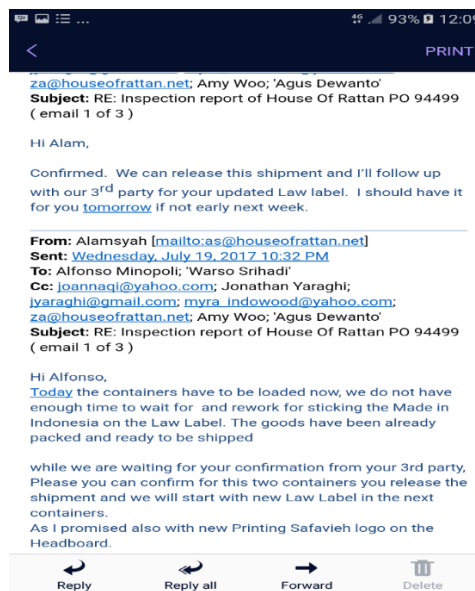 4G 93% 12:09
PRINT
za@houseofrattan.net; Amy Woo; 'Agus Dewanto'
Subject: RE: Inspection report of House Of Rattan PO 94499
( email 1 of 3 )
Hi Alam,
Confirmed. We can release this shipment and I'll follow up
with our 3rd party for your updated Law label. I should have it
for you tomorrow if not early next week.
From: Alamsyah [mailto:as@houseofrattan.net]
Sent: Wednesday, July 19, 2017 10:32 PM
To: Alfonso Minopoli; 'Warso Srihadi'
Cc: joannaqi@yahoo.com; Jonathan Yaraghi;
jyaraghi@gmail.com; myra_indowood@yahoo.com;
za@houseofrattan.net; Amy Woo; 'Agus Dewanto'
Subject: RE: Inspection report of House Of Rattan PO 94499
( email 1 of 3 )
Hi Alfonso,
Today the containers have to be loaded now, we do not have
enough time to wait for and rework for sticking the Made in
Indonesia on the Law Label. The goods have been already
packed and ready to be shipped
while we are waiting for your confirmation from your 3rd party,
Please you can confirm for this two containers you release the
shipment and we will start with new Law Label in the next
containers.
As I promised also with new Printing Safavieh logo on the
Headboard.
Reply Reply all Forward Delete